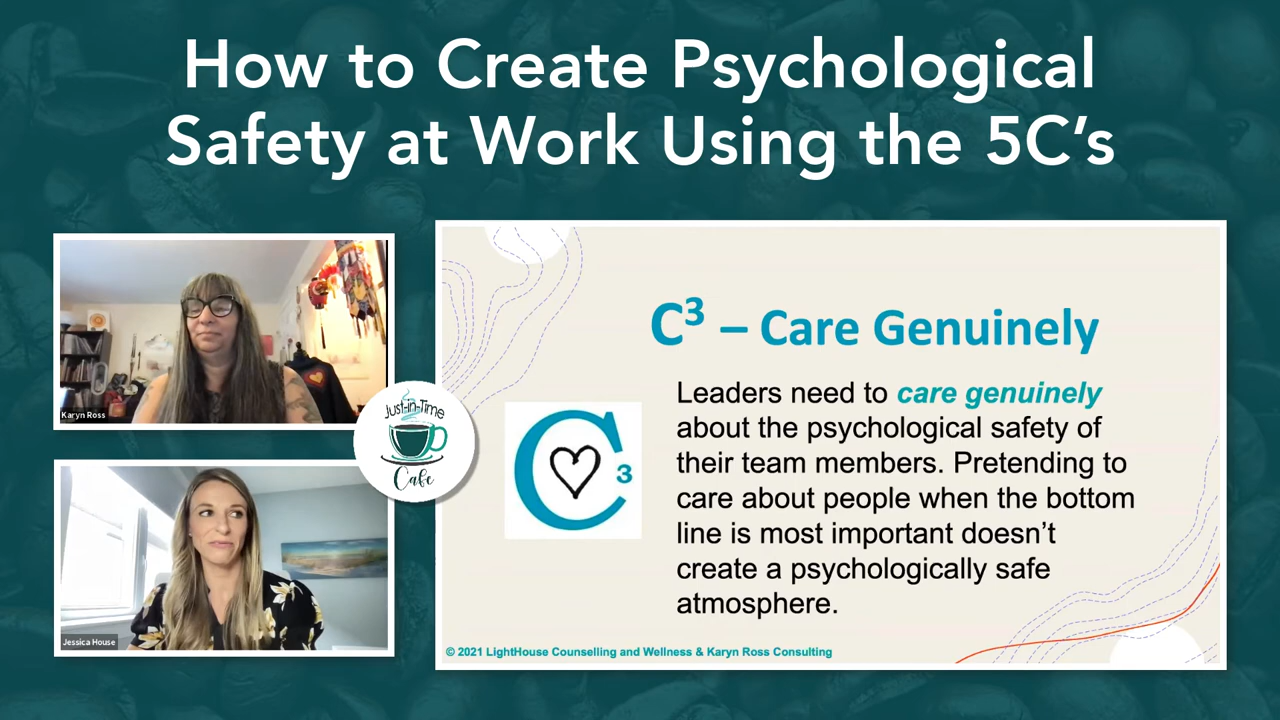 How to Create Psychological
Safety at Work Using the 5C's
Karyn Ross
Just-in-Time
Cafe
Jessica House
C³ – Care Genuinely
C
3
Leaders need to care genuinely
about the psychological safety of
their team members. Pretending to
care about people when the bottom
line is most important doesn't
create a psychologically safe
atmosphere.
© 2021 LightHouse Counselling and Wellness & Karyn Ross Consulting